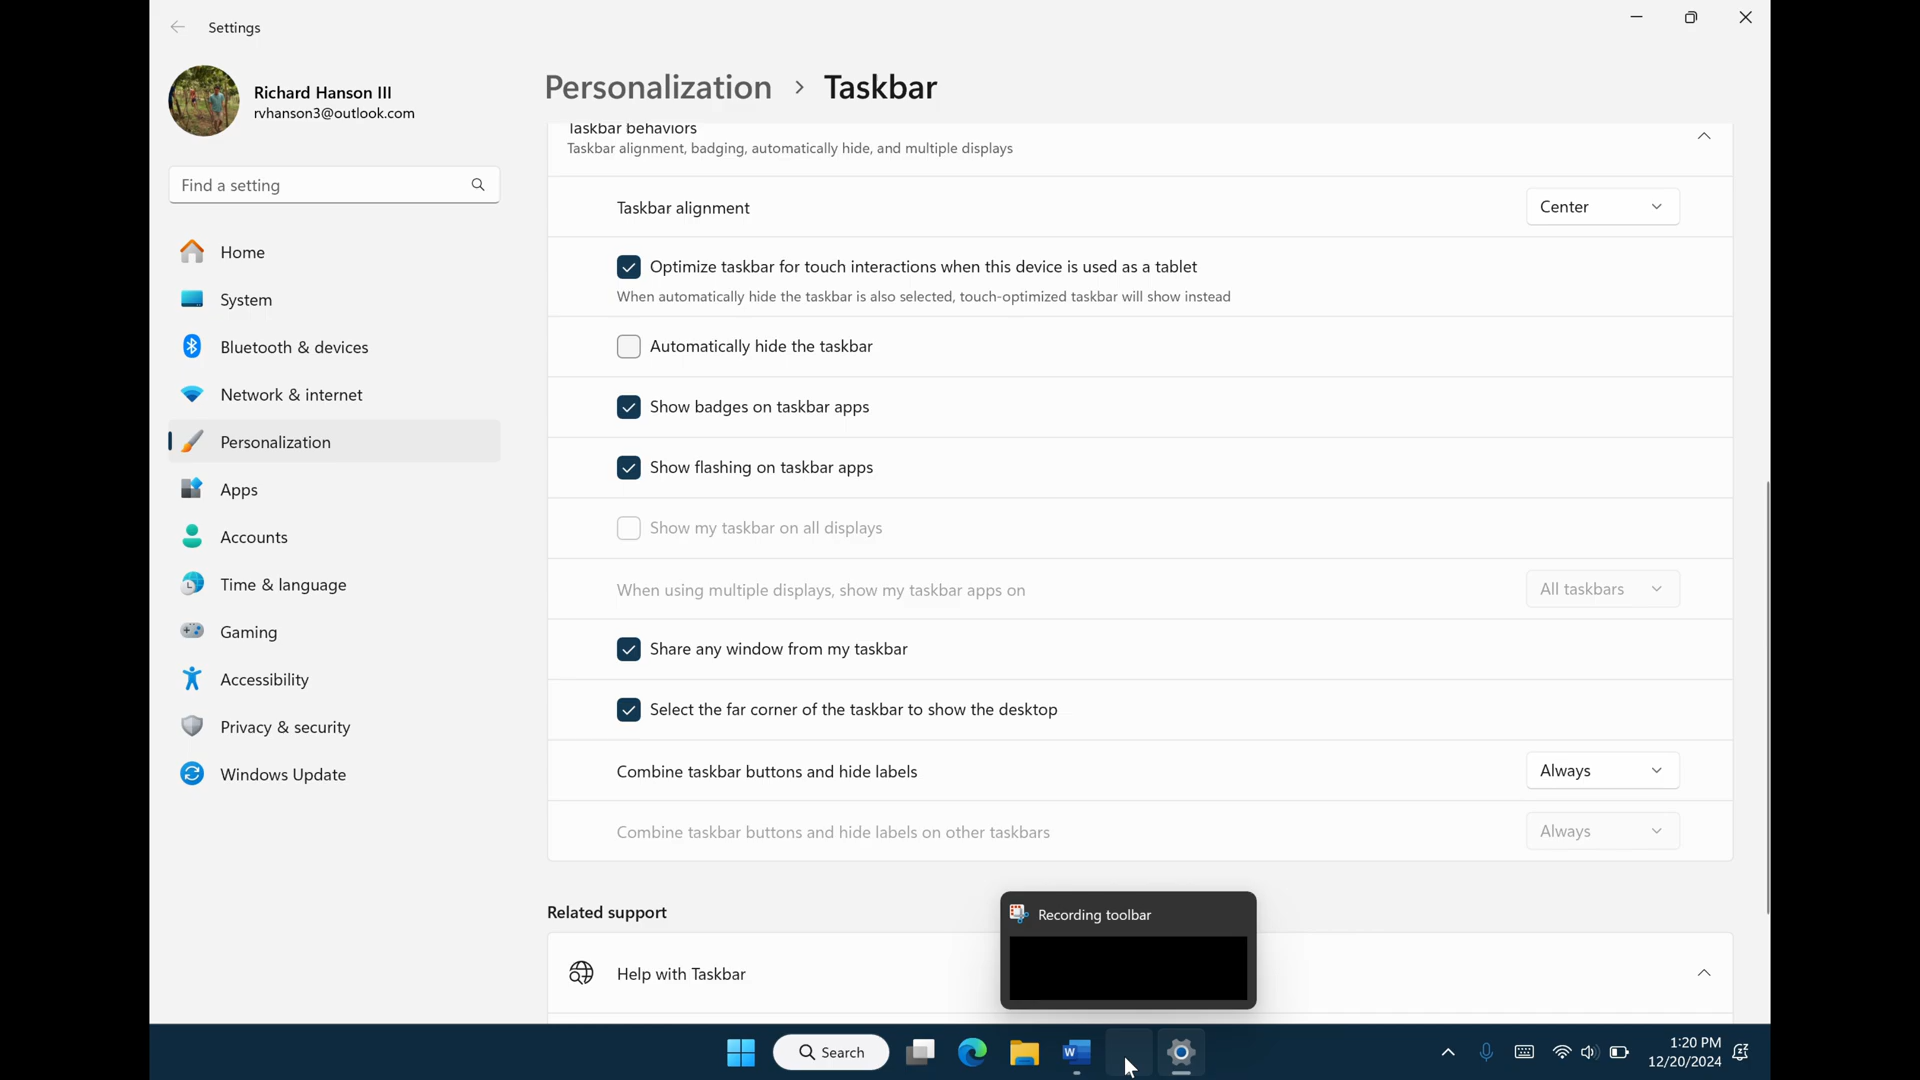 Settings
Richard Hanson III
rvhanson3@outlook.com
Find a setting
Home
System
Bluetooth & devices
Network & internet
Personalization
Apps
Accounts
Time & language
Gaming
Accessibility
Privacy & security
Windows Update
Personalization > Taskbar
Taskbar behaviors
Taskbar alignment, badging, automatically hide, and multiple displays
Taskbar alignment
Center
Optimize taskbar for touch interactions when this device is used as a tablet
When automatically hide the taskbar is also selected, touch-optimized taskbar will show instead
Automatically hide the taskbar
Show badges on taskbar apps
Show flashing on taskbar apps
Show my taskbar on all displays
When using multiple displays, show my taskbar apps on
All taskbars
Share any window from my taskbar
Select the far corner of the taskbar to show the desktop
Combine taskbar buttons and hide labels
Always
Combine taskbar buttons and hide labels on other taskbars
Always
Related support
Recording toolbar
Help with Taskbar
Search
W
1:20 PM
12/20/2024